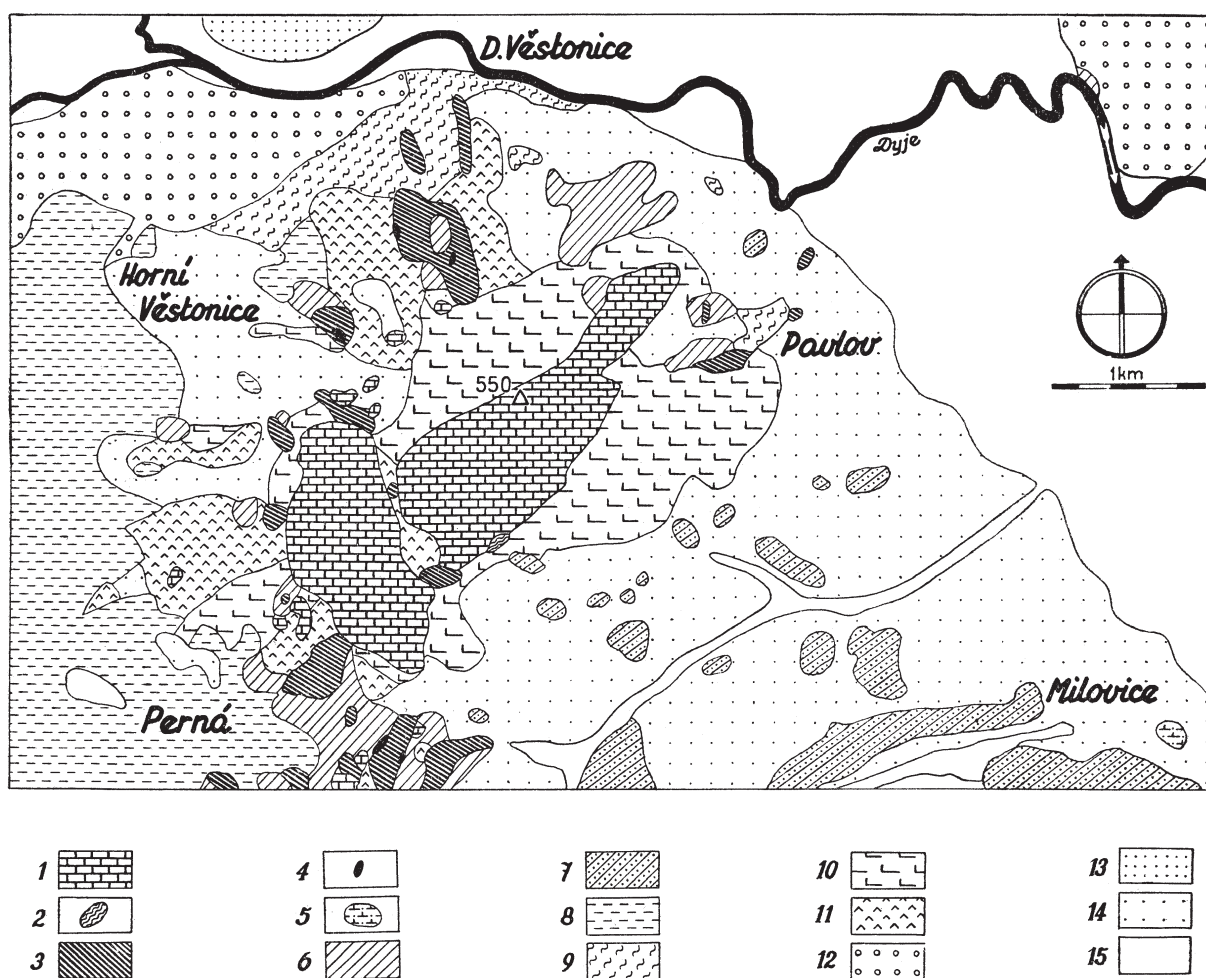 D. Věstonice
Dyje
Horní
Věstonice
Pavlov
1km
550
Perná
Milovice
1 4 7 10 13
2 5 8 11 14
3 6 9 12 15